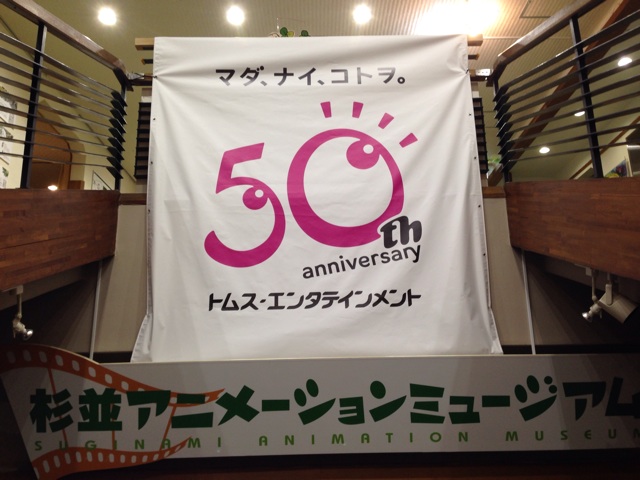 マダ、ナイ、コトヲ。
50th
anniversary
トムス・エンタテインメント
杉並アニメーションミュージアム
SUGINAMI ANIMATION MUSEUM